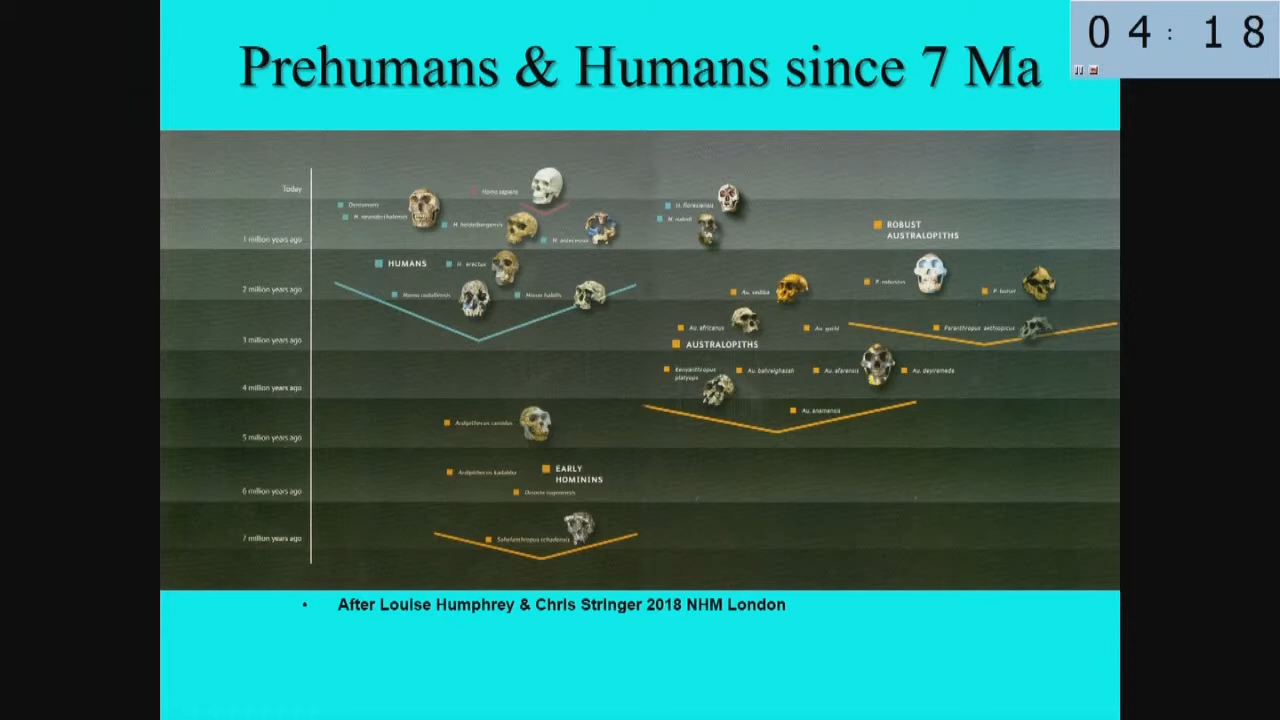 04: 18
Prehumans & Humans since 7 Ma
Today
1 million years ago
2 million years ago
3 million years ago
4 million years ago
5 million years ago
6 million years ago
7 million years ago
Homo sapiens
Denisovans
H. neanderthalensis
H. heidelbergensis
H. antecessor
HUMANS
H. erectus
Homo rudolfensis
Homo habilis
H. floresiensis
H. naledi
ROBUST
AUSTRALOPITHS
P. robustus
P. boisei
Au. sediba
Au. africanus
Au. garhi
Paranthropus aethiopicus
AUSTRALOPITHS
Kenyanthropus
platyops
Au. bahrelghazali
Au. afarensis
Au. deyiremeda
Au. anamensis
Ardipithecus ramidus
Ardipithecus kadabba
EARLY
HOMININS
Orrorin tugenensis
Sahelanthropus tchadensis
• After Louise Humphrey & Chris Stringer 2018 NHM London